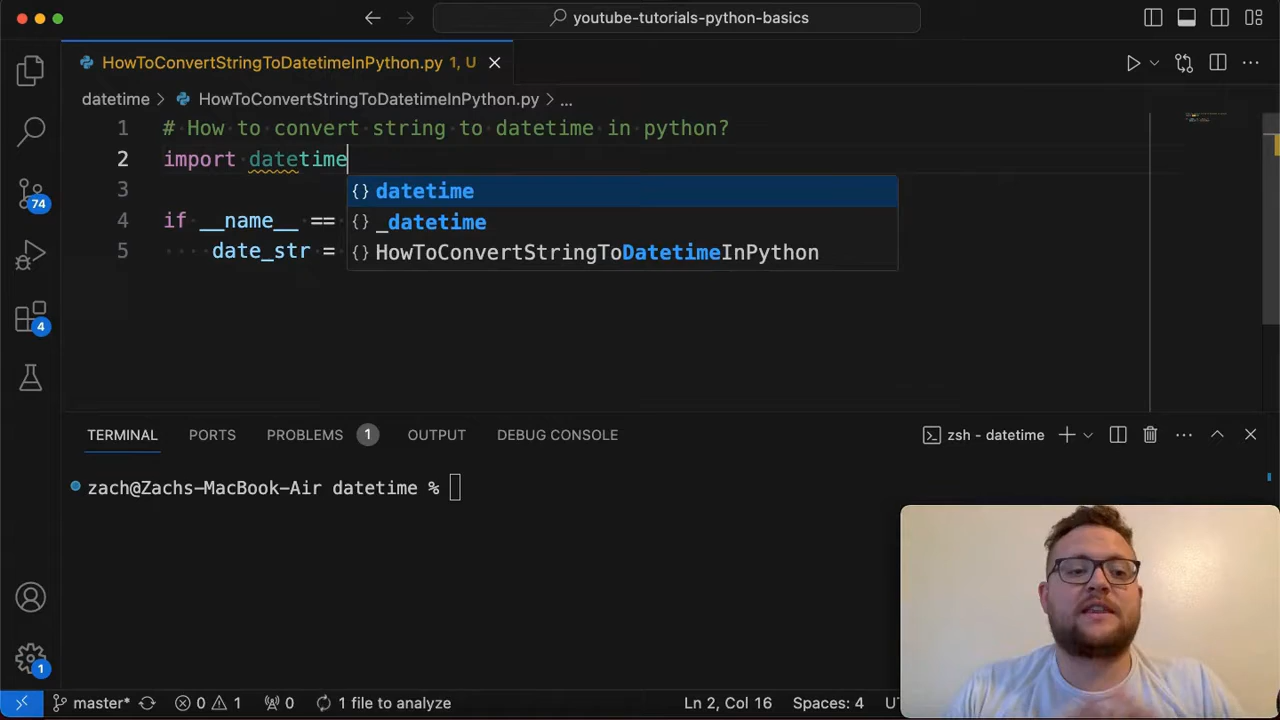 youtube-tutorials-python-basics
HowToConvertStringToDatetimeInPython.py 1, U
datetime > HowToConvertStringToDatetimeInPython.py > ...
1 # How to convert string to datetime in python?
2 import datetime
3
4 if __name__ ==
5 date_str =
{} datetime
{} _datetime
{} HowToConvertStringToDatetimeInPython
74
4
TERMINAL PORTS PROBLEMS 1 OUTPUT DEBUG CONSOLE zsh - datetime
zach@Zachs-MacBook-Air datetime %
1
master* 0 1 0 1 file to analyze Ln 2, Col 16 Spaces: 4